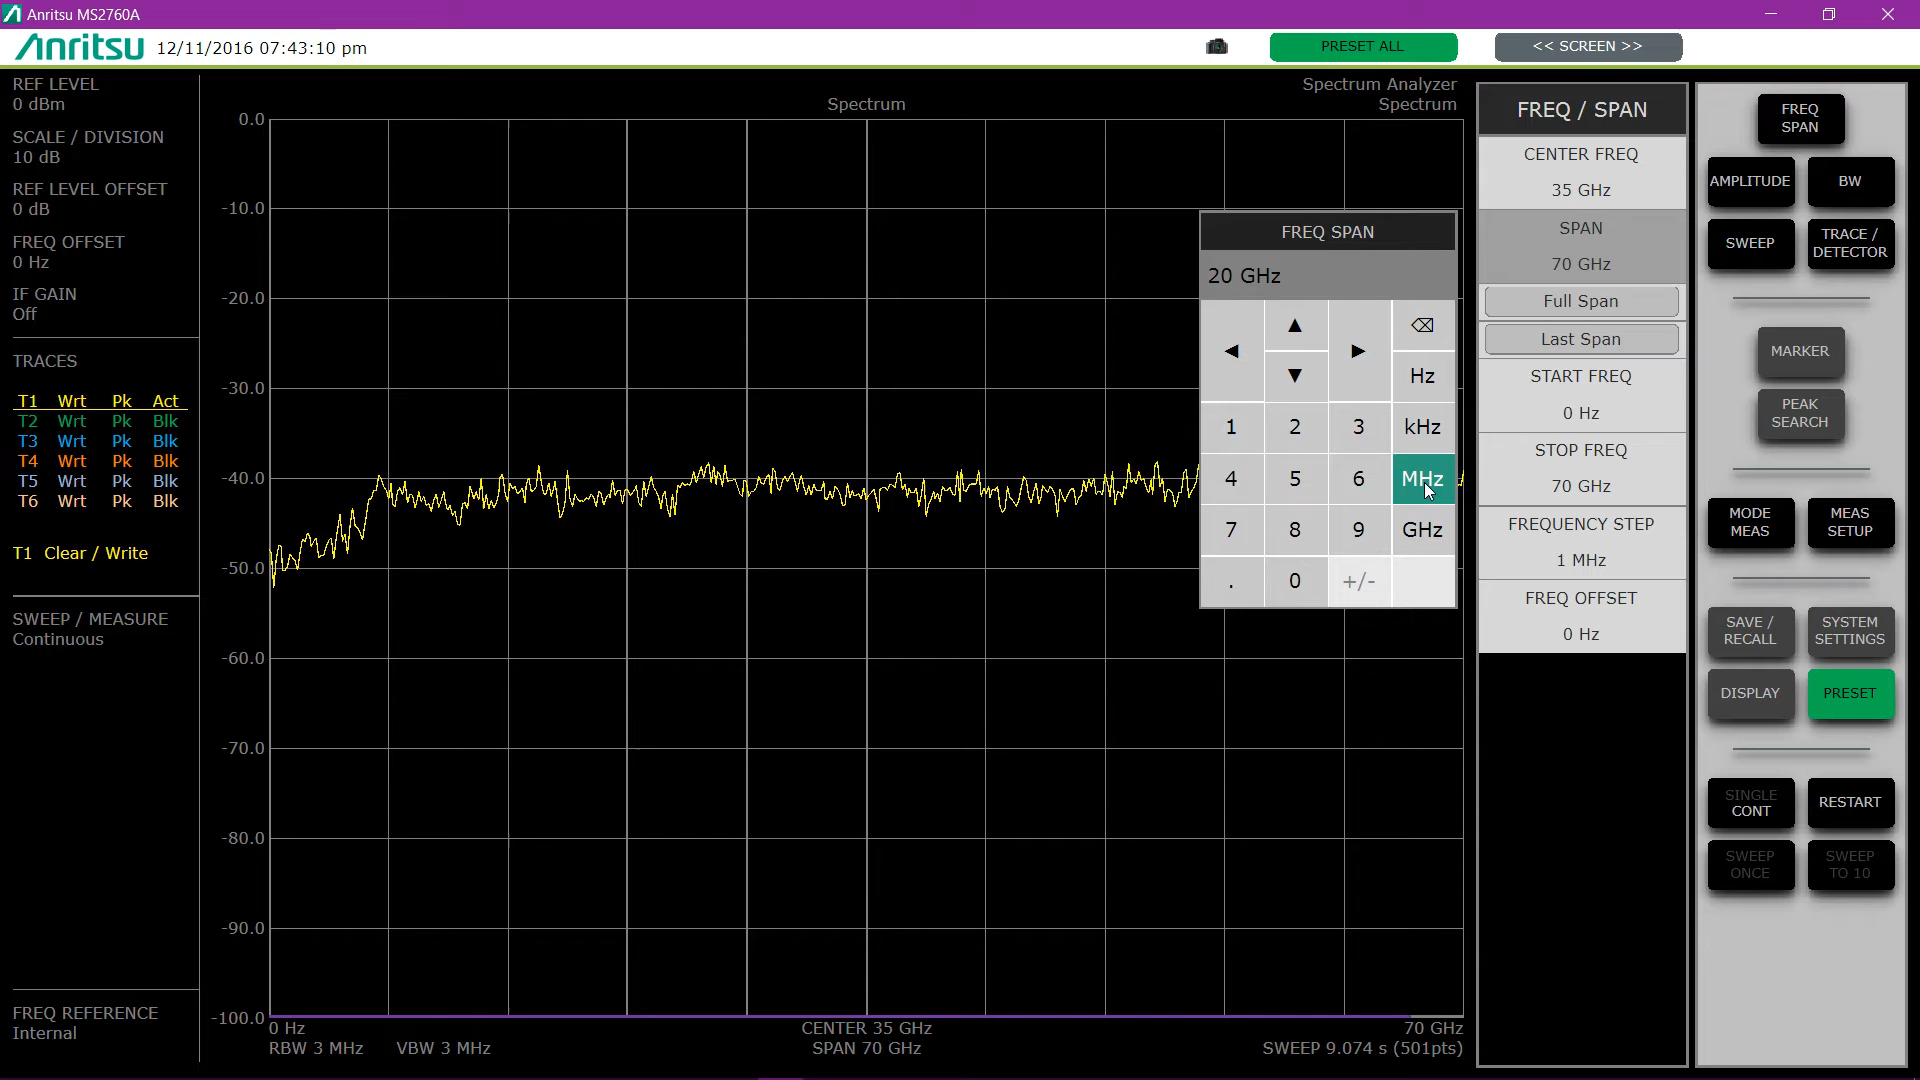 Anritsu MS2760A
Anritsu 12/11/2016 07:43:10 pm
PRESET ALL
<< SCREEN >>
REF LEVEL
0 dBm
SCALE / DIVISION
10 dB
REF LEVEL OFFSET
0 dB
FREQ OFFSET
0 Hz
IF GAIN
Off
TRACES
T1 Wrt Pk Act
T2 Wrt Pk Blk
T3 Wrt Pk Blk
T4 Wrt Pk Blk
T5 Wrt Pk Blk
T6 Wrt Pk Blk
T1 Clear / Write
SWEEP / MEASURE
Continuous
FREQ REFERENCE
Internal
Spectrum
Spectrum Analyzer
Spectrum
0.0
-10.0
-20.0
-30.0
-40.0
-50.0
-60.0
-70.0
-80.0
-90.0
-100.0
0 Hz CENTER 35 GHz 70 GHz
RBW 3 MHz VBW 3 MHz SPAN 70 GHz SWEEP 9.074 s (501pts)
FREQ SPAN
20 GHz
◀ ▲ ▶ ⌫
▼ Hz
1 2 3 kHz
4 5 6 MHz
7 8 9 GHz
. 0 +/-
FREQ / SPAN
CENTER FREQ
35 GHz
SPAN
70 GHz
Full Span
Last Span
START FREQ
0 Hz
STOP FREQ
70 GHz
FREQUENCY STEP
1 MHz
FREQ OFFSET
0 Hz
FREQ
SPAN
AMPLITUDE
BW
SWEEP
TRACE /
DETECTOR
MARKER
PEAK
SEARCH
MODE
MEAS
MEAS
SETUP
SAVE /
RECALL
SYSTEM
SETTINGS
DISPLAY
PRESET
SINGLE
CONT
RESTART
SWEEP
ONCE
SWEEP
TO 10